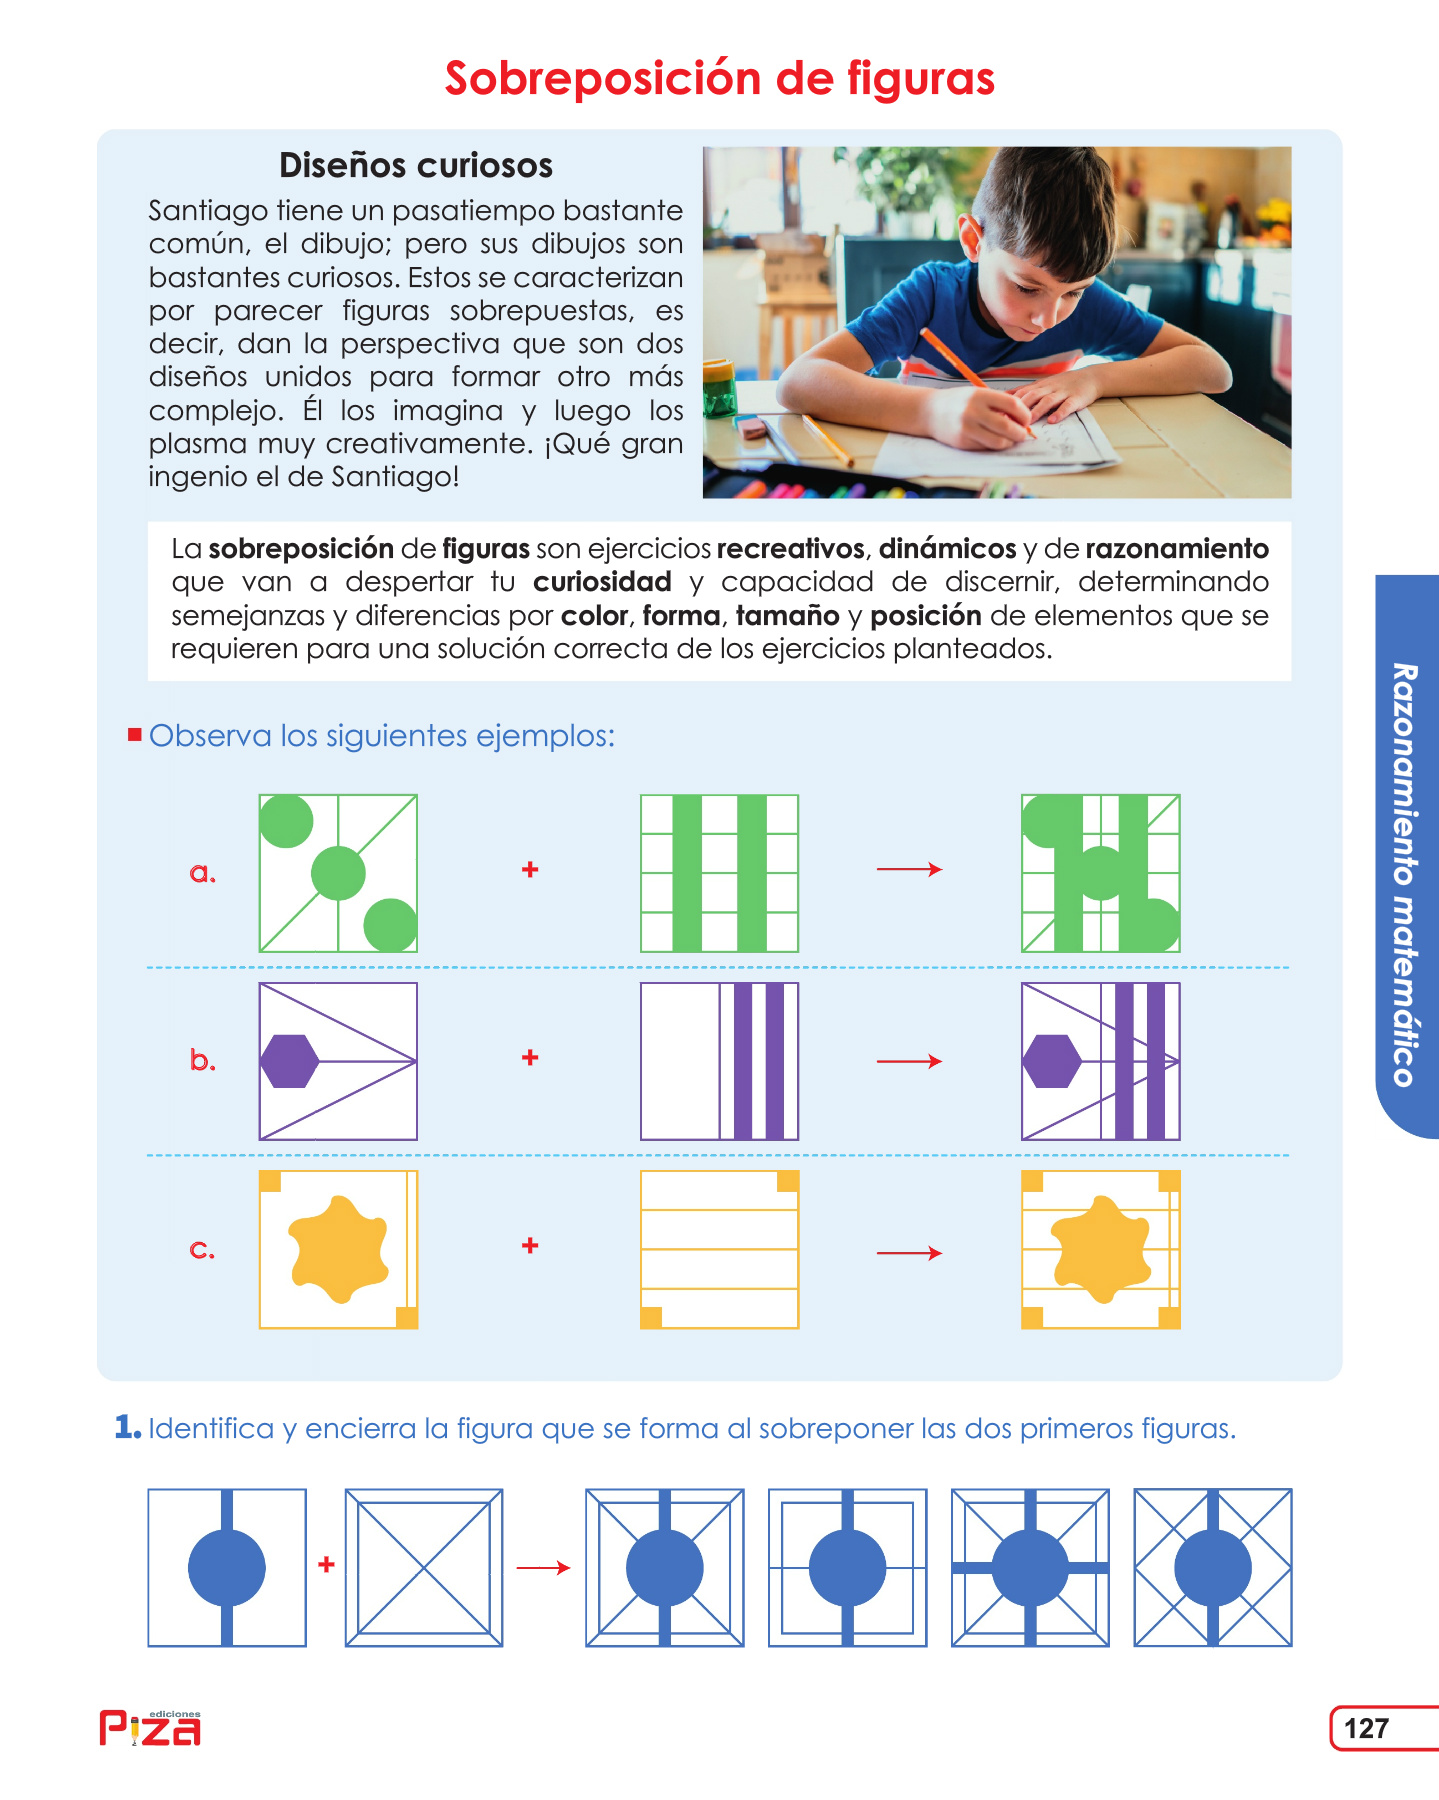 Sobreposición de figuras
Diseños curiosos
Santiago tiene un pasatiempo bastante
común, el dibujo; pero sus dibujos son
bastantes curiosos. Estos se caracterizan
por parecer figuras sobrepuestas, es
decir, dan la perspectiva que son dos
diseños unidos para formar otro más
complejo. Él los imagina y luego los
plasma muy creativamente. ¡Qué gran
ingenio el de Santiago!
La sobreposición de figuras son ejercicios recreativos, dinámicos y de razonamiento
que van a despertar tu curiosidad y capacidad de discernir, determinando
semejanzas y diferencias por color, forma, tamaño y posición de elementos que se
requieren para una solución correcta de los ejercicios planteados.
Observa los siguientes ejemplos:
a. +
b. +
c. +
1. Identifica y encierra la figura que se forma al sobreponer las dos primeros figuras.
+
Razonamiento matemático
ediciones
Piza
127